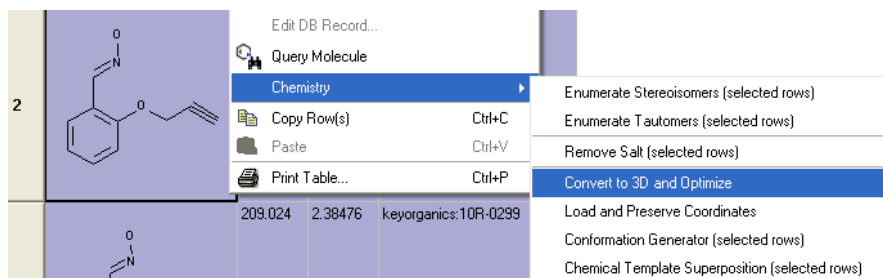 O
N
O
2
Edit DB Record...
Query Molecule
Chemistry
Copy Row(s) Ctrl+C
Paste Ctrl+V
Print Table... Ctrl+P
Enumerate Stereoisomers (selected rows)
Enumerate Tautomers (selected rows)
Remove Salt (selected rows)
Convert to 3D and Optimize
Load and Preserve Coordinates
Conformation Generator (selected rows)
Chemical Template Superposition (selected rows)
209.024 2.38476 keyorganics:10R-0299
O
N